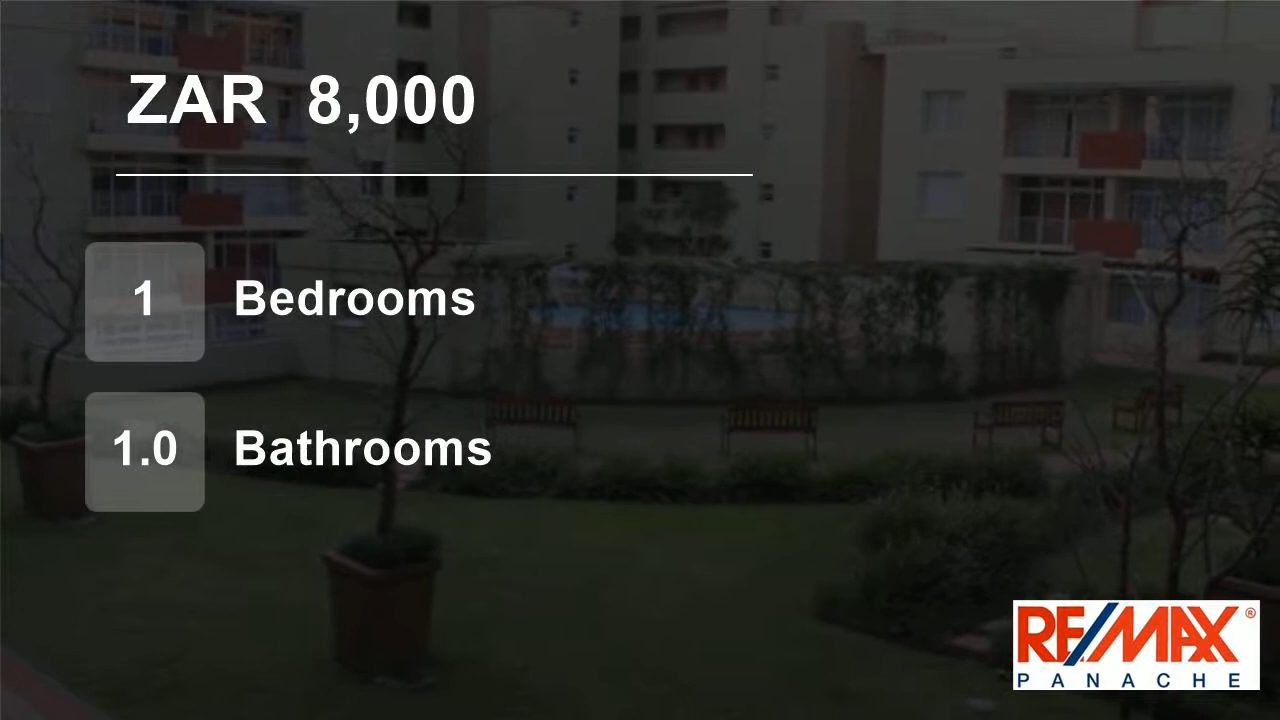 ZAR 8,000
1 Bedrooms
1.0 Bathrooms
RE/MAX®
PANACHE